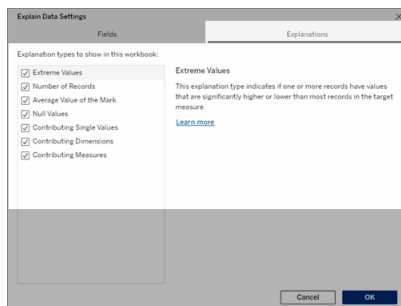 Explain Data Settings
Fields
Explanations
Explanation types to show in this workbook:
Extreme Values
Number of Records
Average Value of the Mark
Null Values
Contributing Single Values
Contributing Dimensions
Contributing Measures
Extreme Values
This explanation type indicates if one or more records have values
that are significantly higher or lower than most records in the target
measure.
Learn more
Cancel
OK